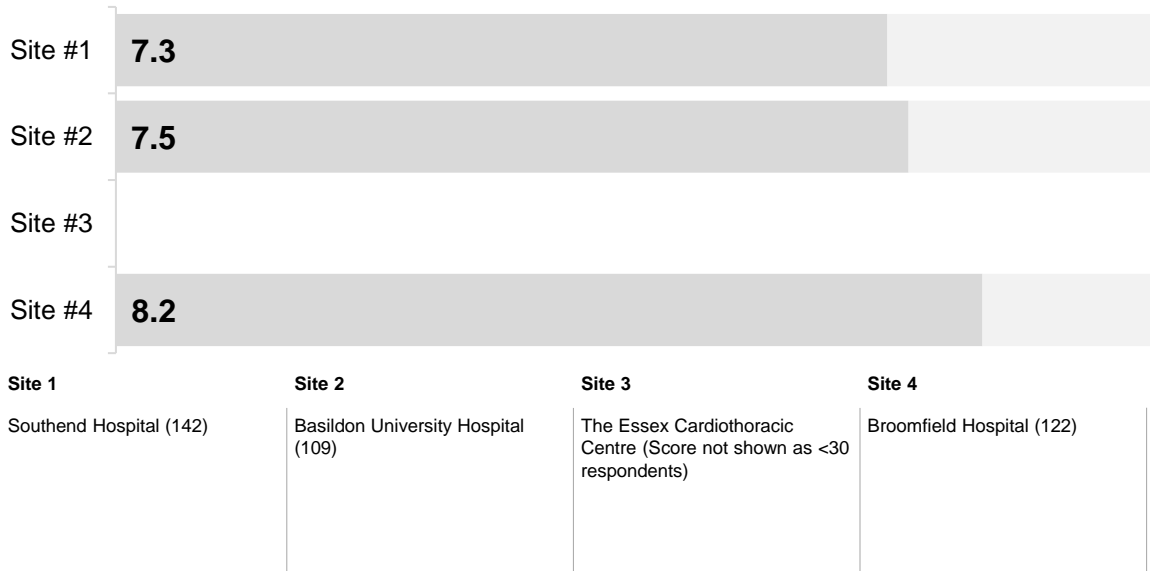 Site #1
7.3
Site #2
7.5
Site #3
Site #4
8.2
Site 1
Southend Hospital (142)
Site 2
Basildon University Hospital
(109)
Site 3
The Essex Cardiothoracic
Centre (Score not shown as <30
respondents)
Site 4
Broomfield Hospital (122)